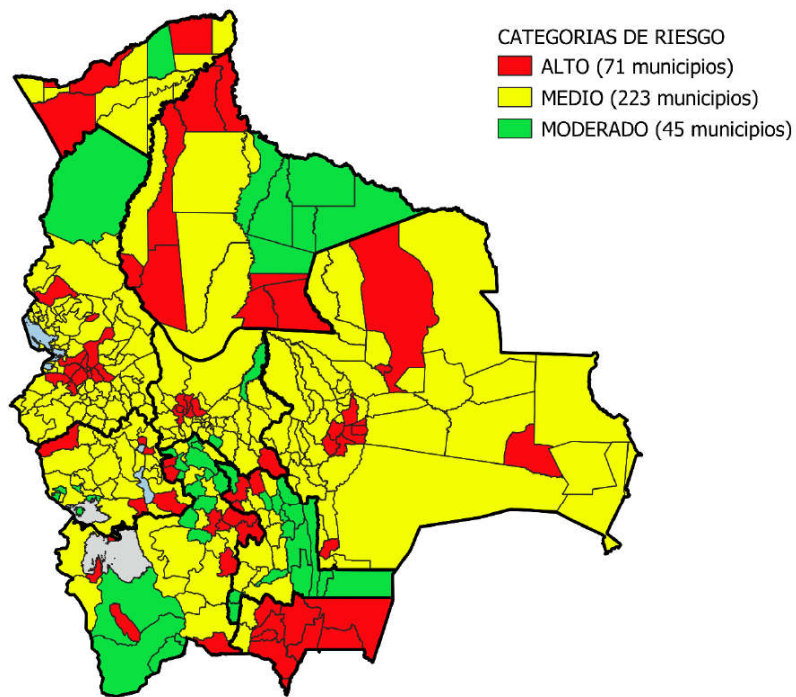 CATEGORIAS DE RIESGO
ALTO (71 municipios)
MEDIO (223 municipios)
MODERADO (45 municipios)